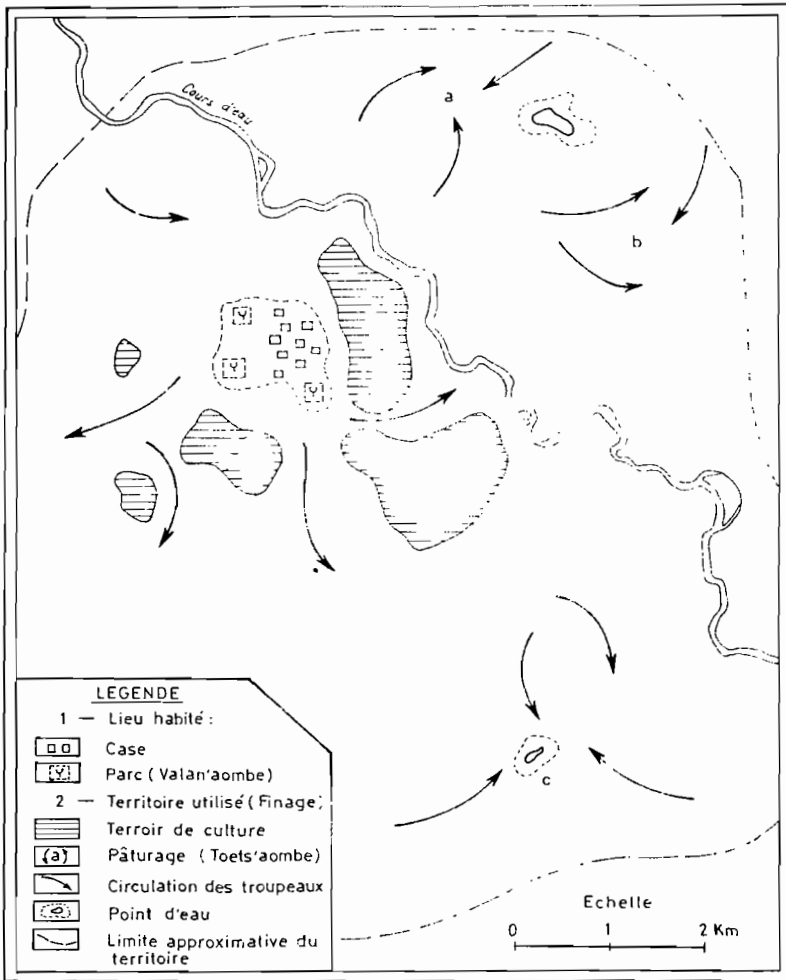 Cours d'eau
a
b
c
LEGENDE
1 — Lieu habité :
Case
Parc ( Valan'aombe)
2 — Territoire utilisé ( Finage)
Terroir de culture
(a) Pâturage ( Toets'aombe)
Circulation des troupeaux
Point d'eau
Limite approximative du
territoire
Echelle
0 1 2 Km